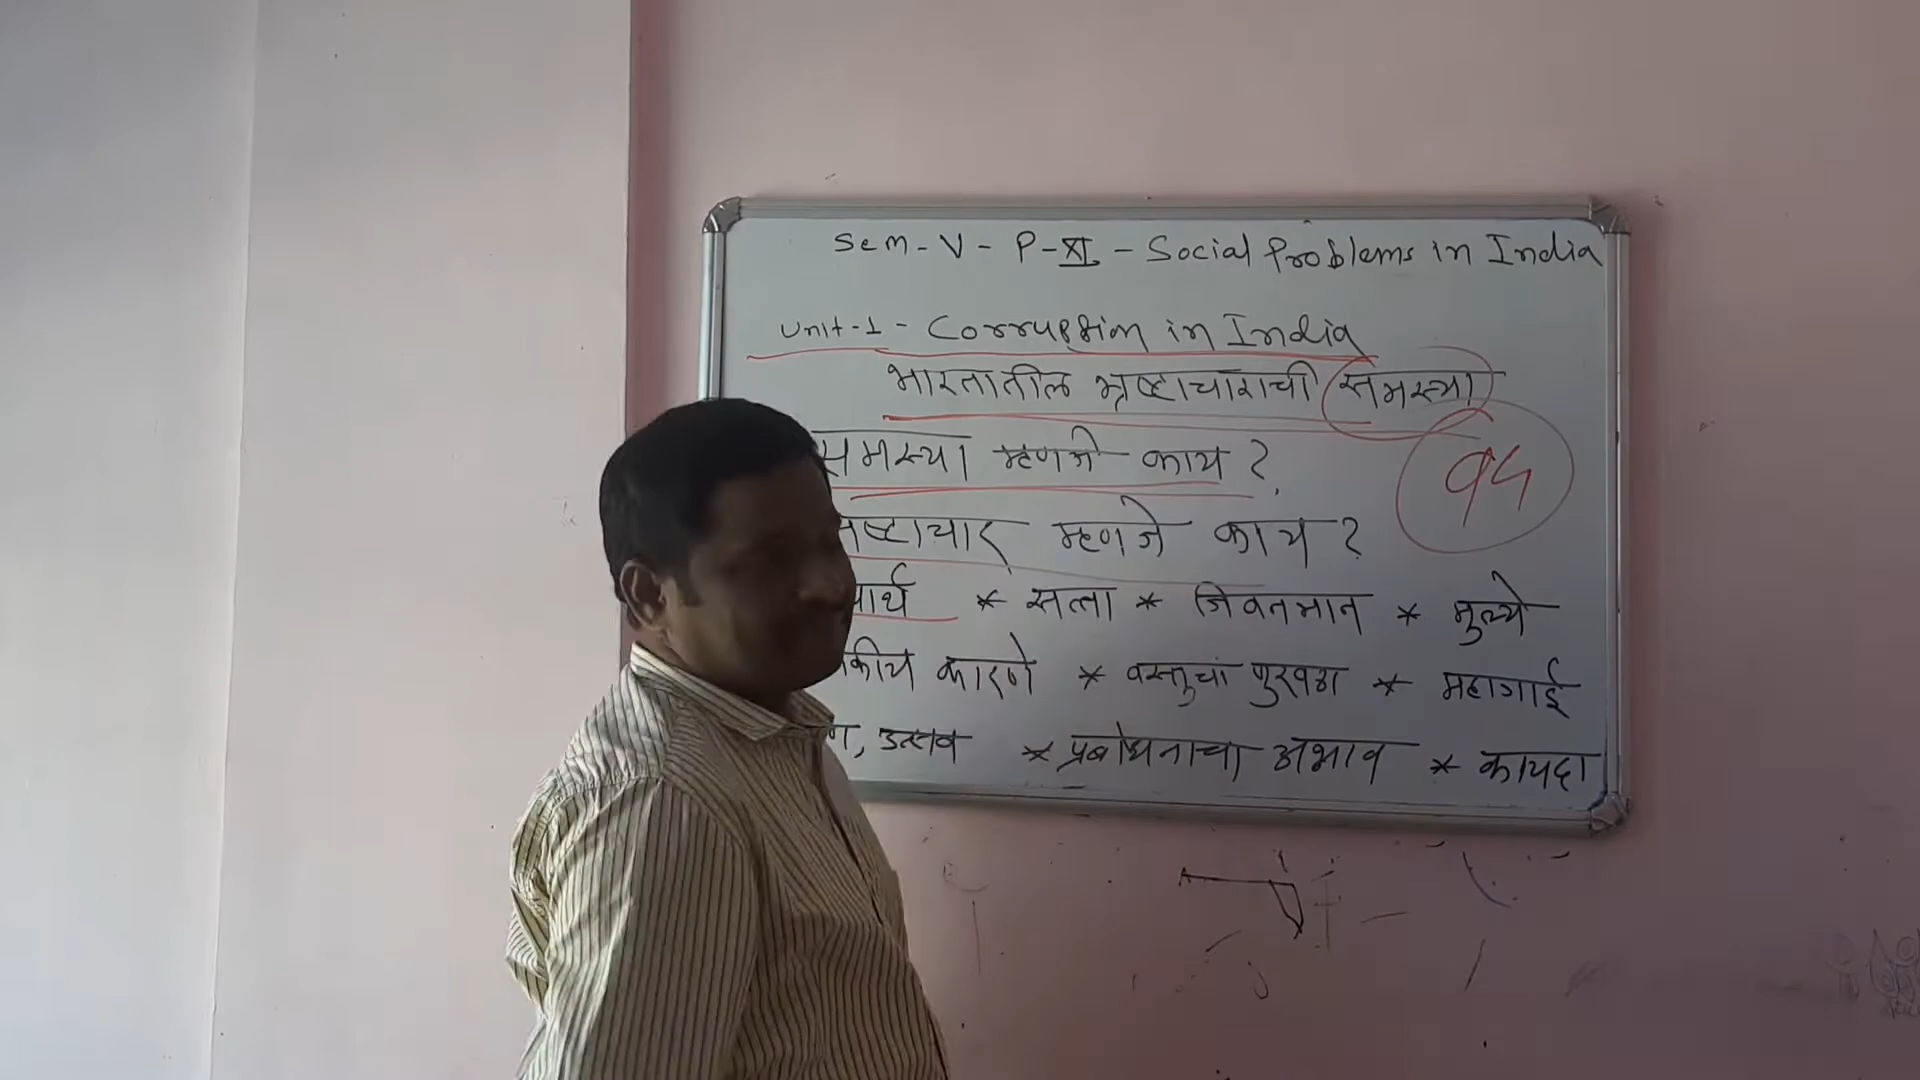 Sem - V - P - XI - Social Problems in India
Unit-1 - Corruption in India
भारतातील भ्रष्टाचाराची समस्या
समस्या म्हणजे काय ?
१५
म्हणजे काय ?
* सत्ता * जिवनमान * मुल्ये
कारणे * वस्तुचा पुरवठा * महागाई
, उत्सव * प्रबोधनाचा अभाव * कायदा